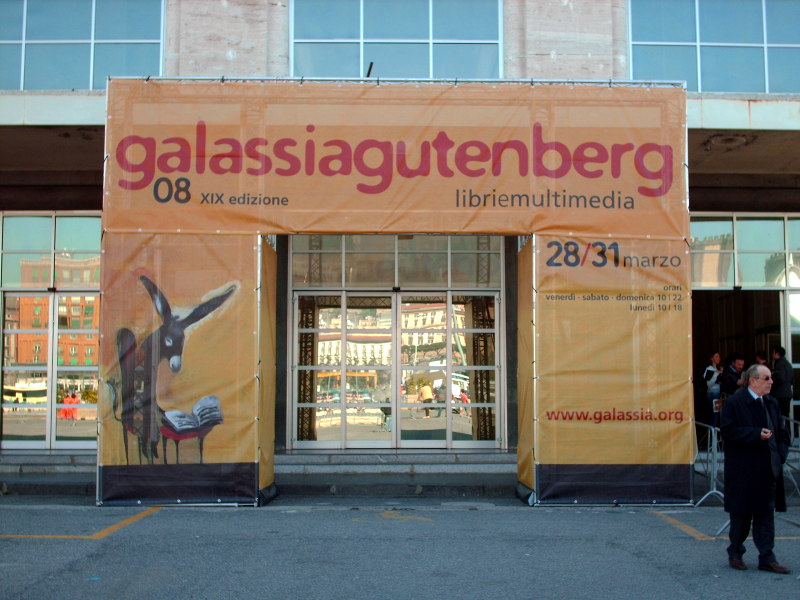 galassiagutenberg
08 XIX edizione
libriemultimedia
28/31 marzo
orari
venerdì - sabato - domenica 10 | 22
lunedì 10 | 18
www.galassia.org